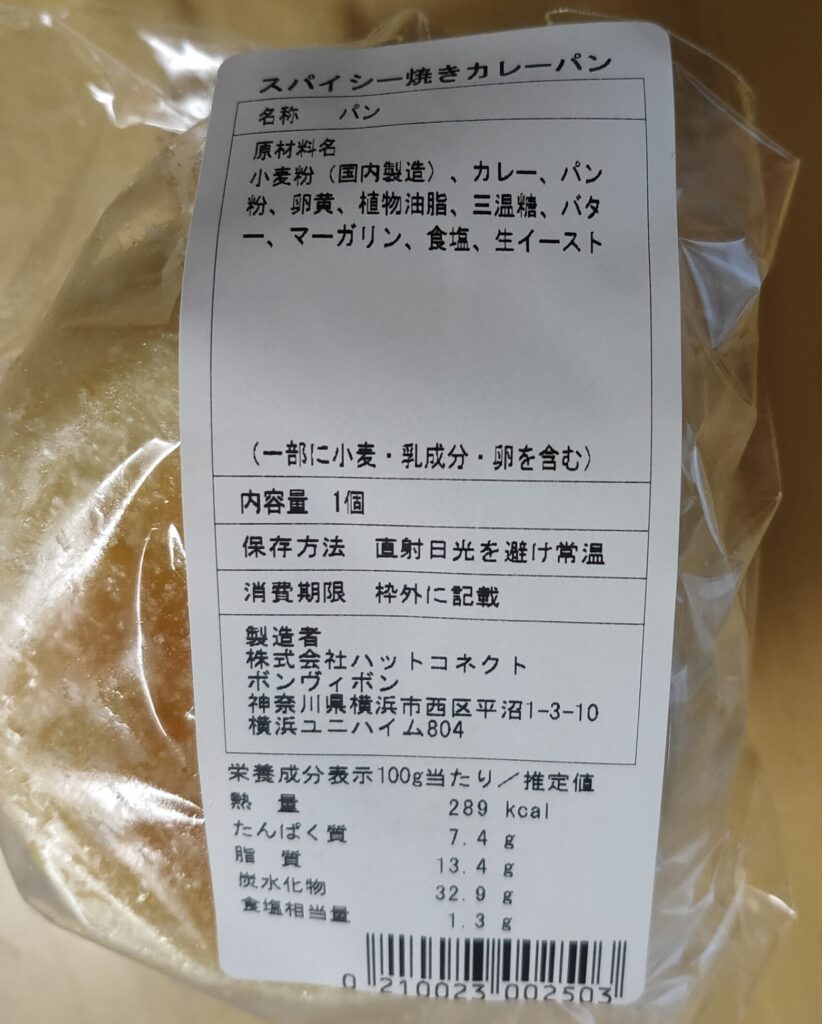 スパイシー焼きカレーパン
名称 パン
原材料名
小麦粉（国内製造）、カレー、パン
粉、卵黄、植物油脂、三温糖、バタ
ー、マーガリン、食塩、生イースト
（一部に小麦・乳成分・卵を含む）
内容量 1個
保存方法 直射日光を避け常温
消費期限 枠外に記載
製造者
株式会社ハットコネクト
ボンヴィボン
神奈川県横浜市西区平沼1-3-10
横浜ユニハイム804
栄養成分表示100g当たり／推定値
熱量 289 kcal
たんぱく質 7.4 g
脂質 13.4 g
炭水化物 32.9 g
食塩相当量 1.3 g
0 210023 002503